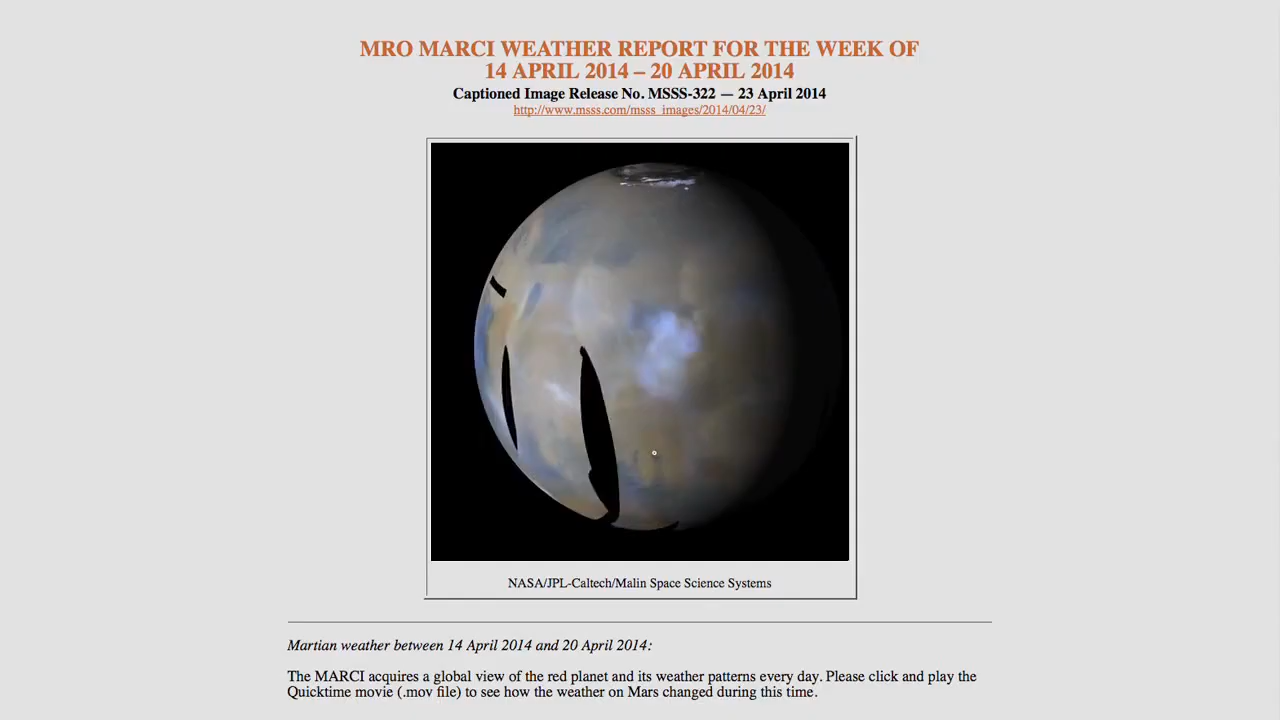 MRO MARCI WEATHER REPORT FOR THE WEEK OF
14 APRIL 2014 – 20 APRIL 2014
Captioned Image Release No. MSSS-322 — 23 April 2014
http://www.msss.com/msss_images/2014/04/23/
NASA/JPL-Caltech/Malin Space Science Systems
Martian weather between 14 April 2014 and 20 April 2014:
The MARCI acquires a global view of the red planet and its weather patterns every day. Please click and play the
Quicktime movie (.mov file) to see how the weather on Mars changed during this time.